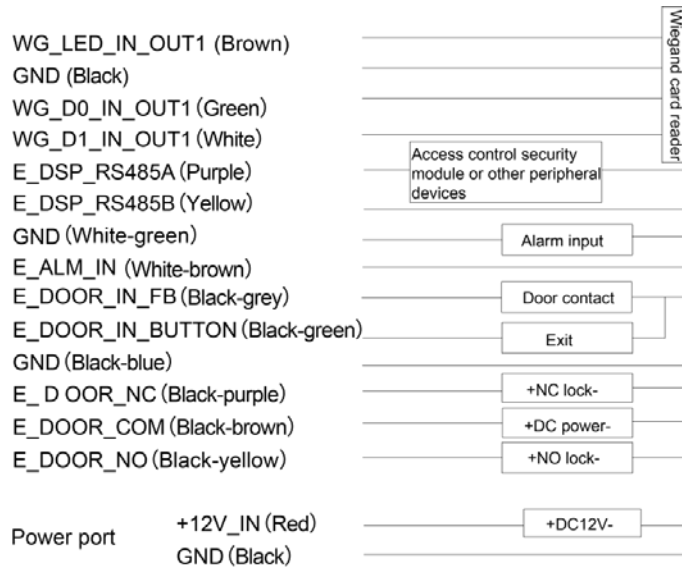 WG_LED_IN_OUT1 (Brown)
GND (Black)
WG_D0_IN_OUT1 (Green)
WG_D1_IN_OUT1 (White)
Wiegand card reader
E_DSP_RS485A (Purple)
E_DSP_RS485B (Yellow)
Access control security
module or other peripheral
devices
GND (White-green)
Alarm input
E_ALM_IN (White-brown)
E_DOOR_IN_FB (Black-grey)
Door contact
E_DOOR_IN_BUTTON (Black-green)
Exit
GND (Black-blue)
E_ D OOR_NC (Black-purple)
+NC lock-
E_DOOR_COM (Black-brown)
+DC power-
E_DOOR_NO (Black-yellow)
+NO lock-
Power port
+12V_IN (Red)
+DC12V-
GND (Black)